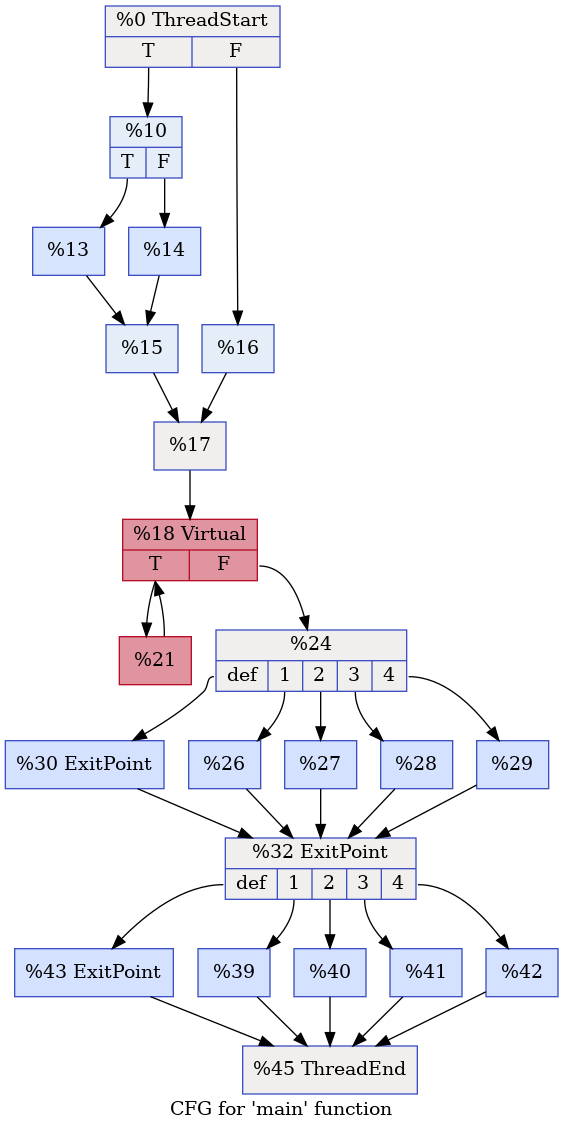 %0 ThreadStart
T F
%10
T F
%13 %14
%15 %16
%17
%18 Virtual
T F
%21
%24
def 1 2 3 4
%30 ExitPoint %26 %27 %28 %29
%32 ExitPoint
def 1 2 3 4
%43 ExitPoint %39 %40 %41 %42
%45 ThreadEnd
CFG for 'main' function